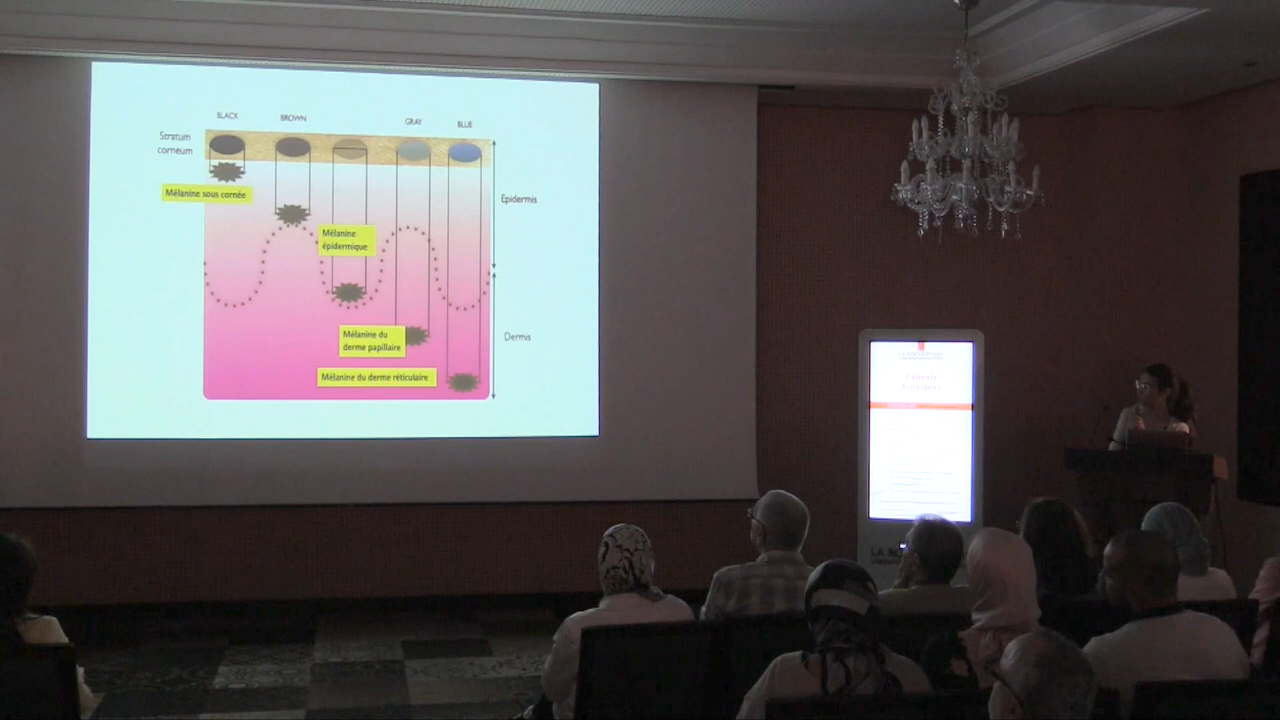 BLACK
BROWN
GRAY
BLUE
Stratum
corneum
Mélanine sous cornée
Epidermis
Mélanine
épidermique
Mélanine du
derme papillaire
Dermis
Mélanine du derme réticulaire